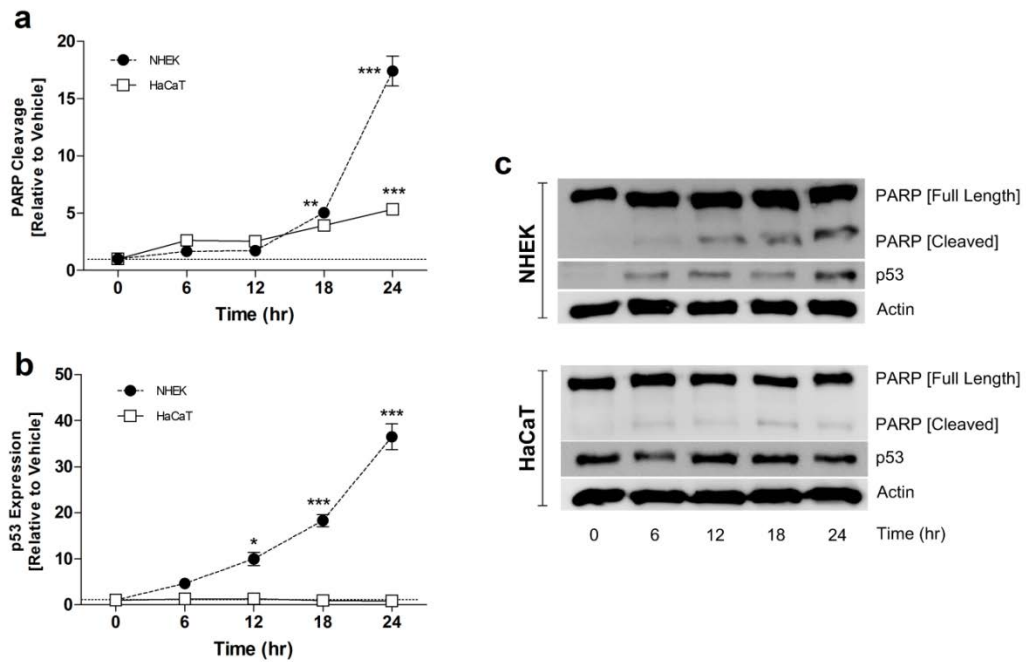 a
PARP Cleavage
[Relative to Vehicle]
20
15
10
5
0
NHEK
HaCaT
**
***
***
0 6 12 18 24
Time (hr)
b
p53 Expression
[Relative to Vehicle]
50
40
30
20
10
0
NHEK
HaCaT
*
***
***
0 6 12 18 24
Time (hr)
c
NHEK
PARP [Full Length]
PARP [Cleaved]
p53
Actin
HaCaT
PARP [Full Length]
PARP [Cleaved]
p53
Actin
0 6 12 18 24 Time (hr)